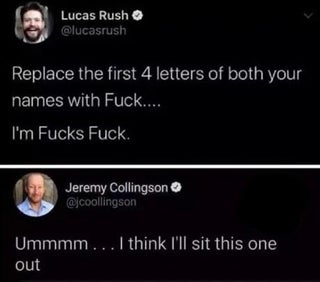 Lucas Rush
@lucasrush
Replace the first 4 letters of both your
names with Fuck....
I'm Fucks Fuck.
Jeremy Collingson
@jcoollingson
Ummmm . . . I think I'll sit this one
out